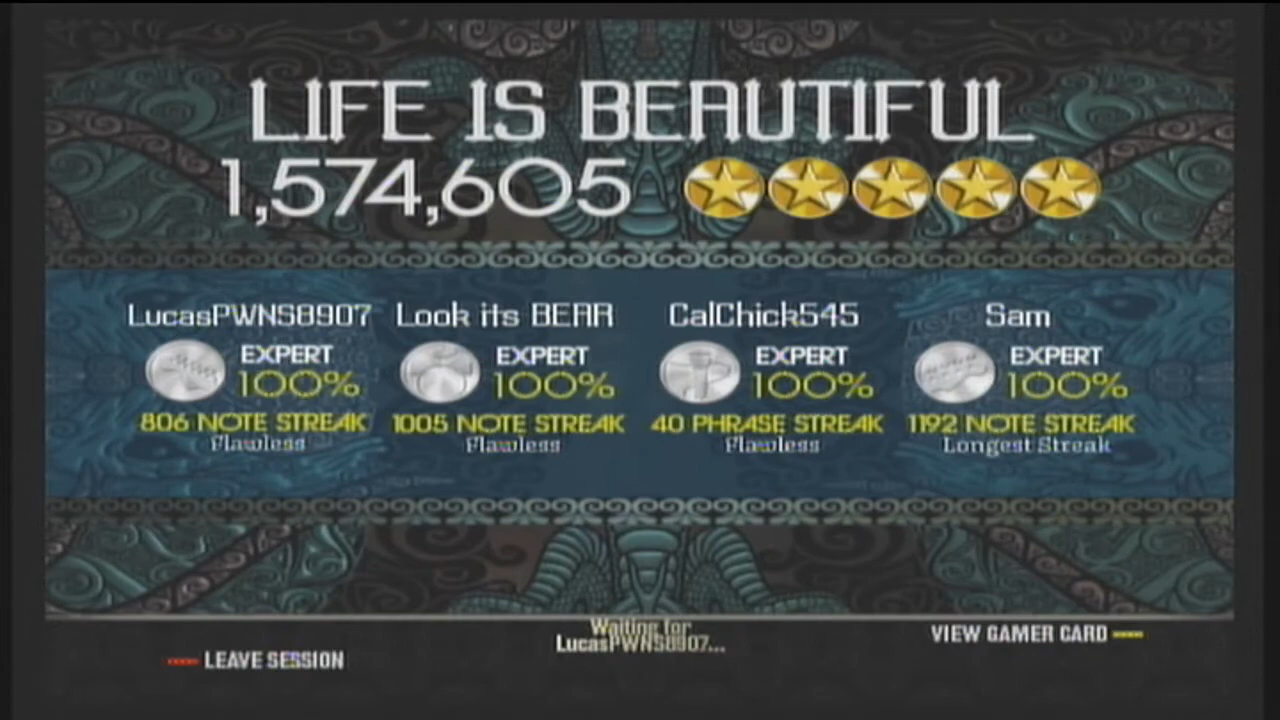 LIFE IS BEAUTIFUL
1,574,605
LucasPWNS8907 Look its BEAR CalChick545 Sam
EXPERT EXPERT EXPERT EXPERT
100% 100% 100% 100%
806 NOTE STREAK 1005 NOTE STREAK 40 PHRASE STREAK 1192 NOTE STREAK
Flawless Flawless Flawless Longest Streak
Waiting for
LucasPWNS8907...
VIEW GAMER CARD
LEAVE SESSION